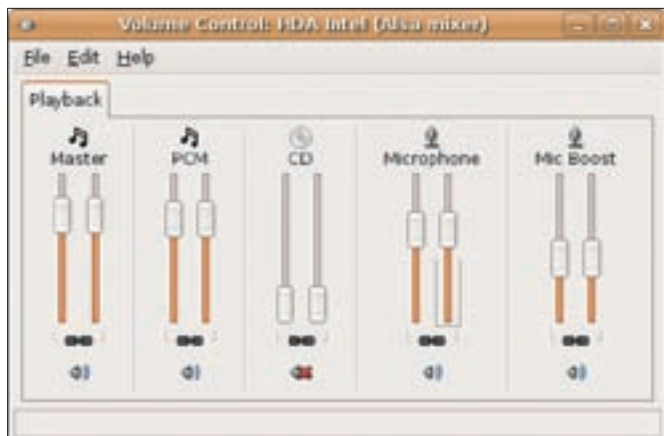 Volume Control: HDA Intel (Alsa mixer)
File Edit Help
Playback
Master
PCM
CD
Microphone
Mic Boost